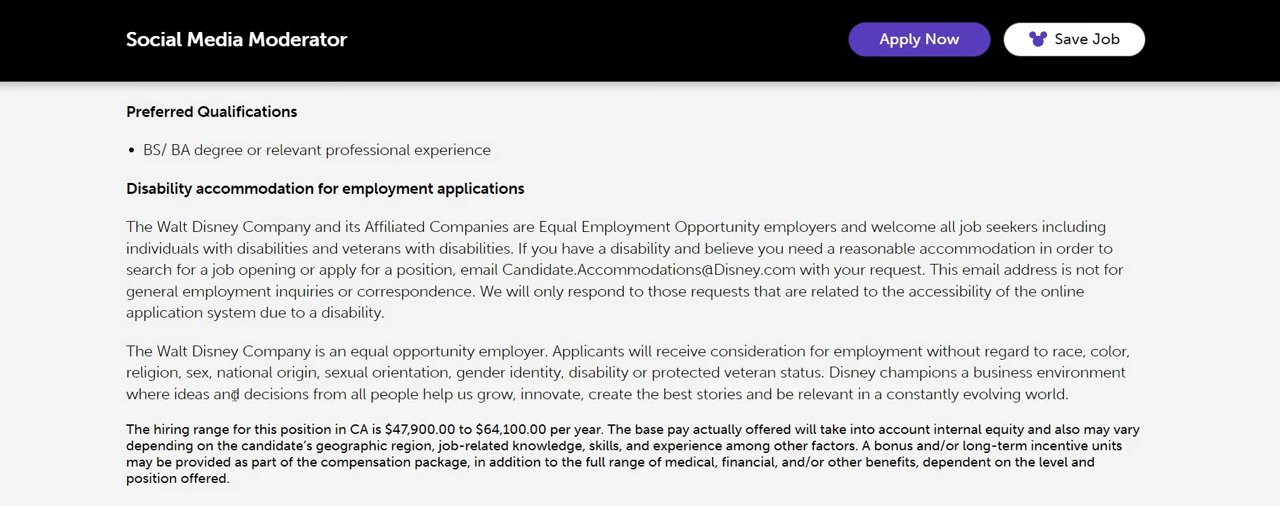 Social Media Moderator
Apply Now
Save Job
Preferred Qualifications
• BS/ BA degree or relevant professional experience
Disability accommodation for employment applications
The Walt Disney Company and its Affiliated Companies are Equal Employment Opportunity employers and welcome all job seekers including
individuals with disabilities and veterans with disabilities. If you have a disability and believe you need a reasonable accommodation in order to
search for a job opening or apply for a position, email Candidate.Accommodations@Disney.com with your request. This email address is not for
general employment inquiries or correspondence. We will only respond to those requests that are related to the accessibility of the online
application system due to a disability.
The Walt Disney Company is an equal opportunity employer. Applicants will receive consideration for employment without regard to race, color,
religion, sex, national origin, sexual orientation, gender identity, disability or protected veteran status. Disney champions a business environment
where ideas and decisions from all people help us grow, innovate, create the best stories and be relevant in a constantly evolving world.
The hiring range for this position in CA is $47,900.00 to $64,100.00 per year. The base pay actually offered will take into account internal equity and also may vary
depending on the candidate’s geographic region, job-related knowledge, skills, and experience among other factors. A bonus and/or long-term incentive units
may be provided as part of the compensation package, in addition to the full range of medical, financial, and/or other benefits, dependent on the level and
position offered.